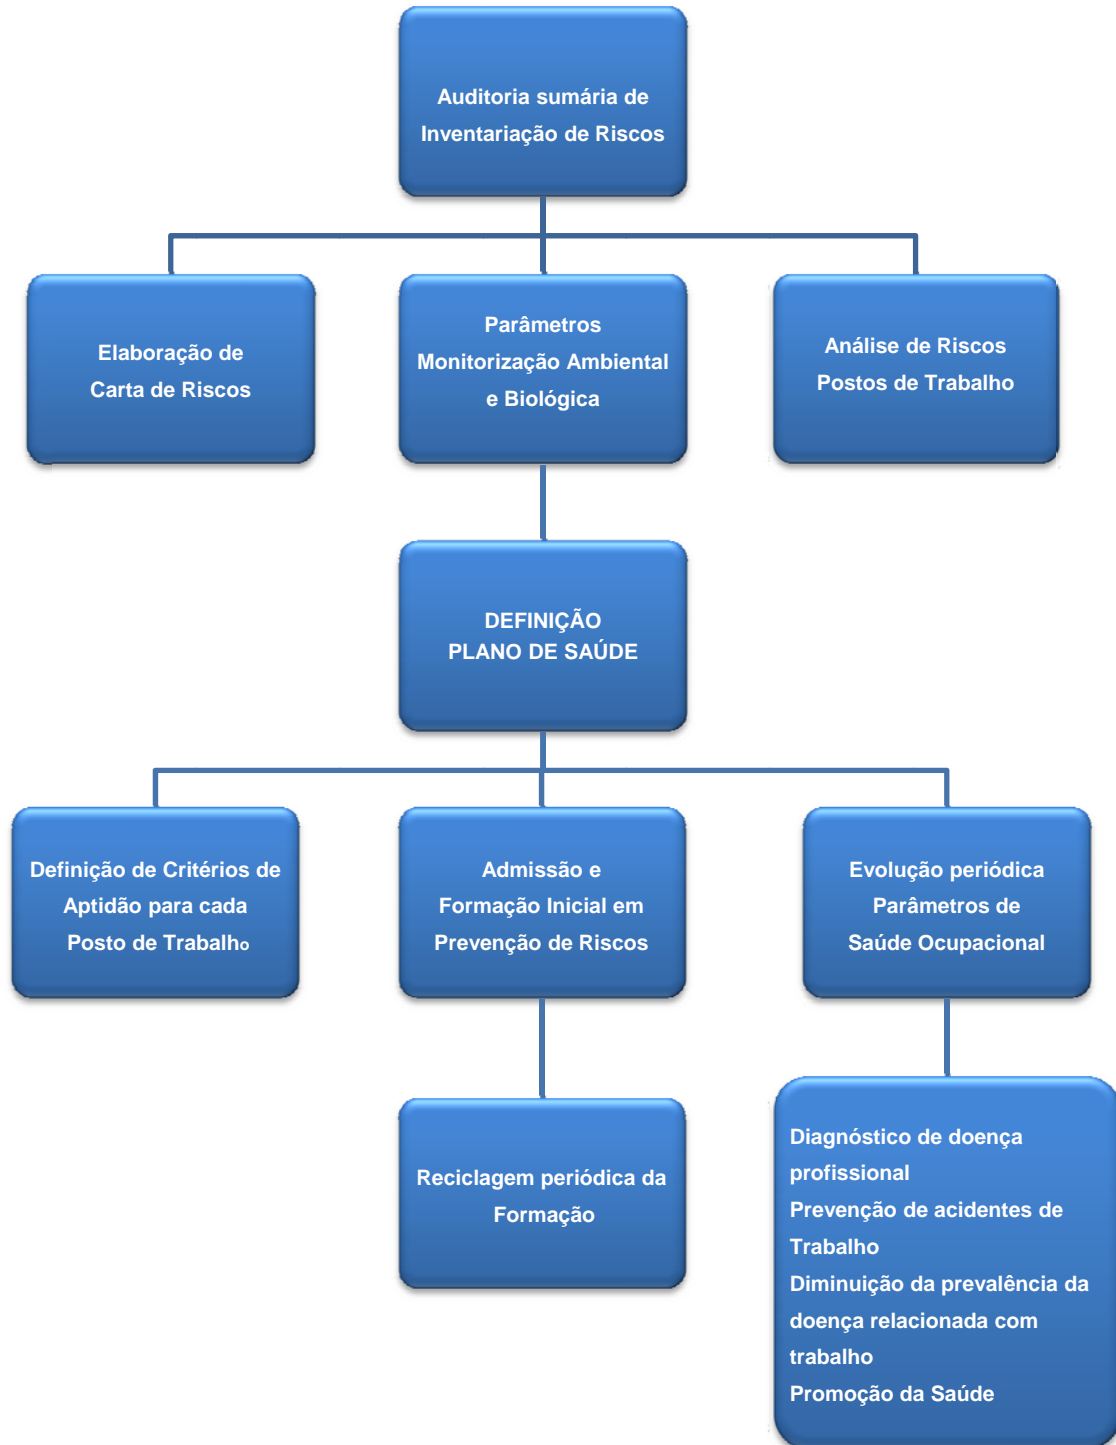 Auditoria sumária de
Inventariação de Riscos
Elaboração de
Carta de Riscos
Parâmetros
Monitorização Ambiental
e Biológica
Análise de Riscos
Postos de Trabalho
DEFINIÇÃO
PLANO DE SAÚDE
Definição de Critérios de
Aptidão para cada
Posto de Trabalho
Admissão e
Formação Inicial em
Prevenção de Riscos
Evolução periódica
Parâmetros de
Saúde Ocupacional
Reciclagem periódica da
Formação
Diagnóstico de doença
profissional
Prevenção de acidentes de
Trabalho
Diminuição da prevalência da
doença relacionada com
trabalho
Promoção da Saúde